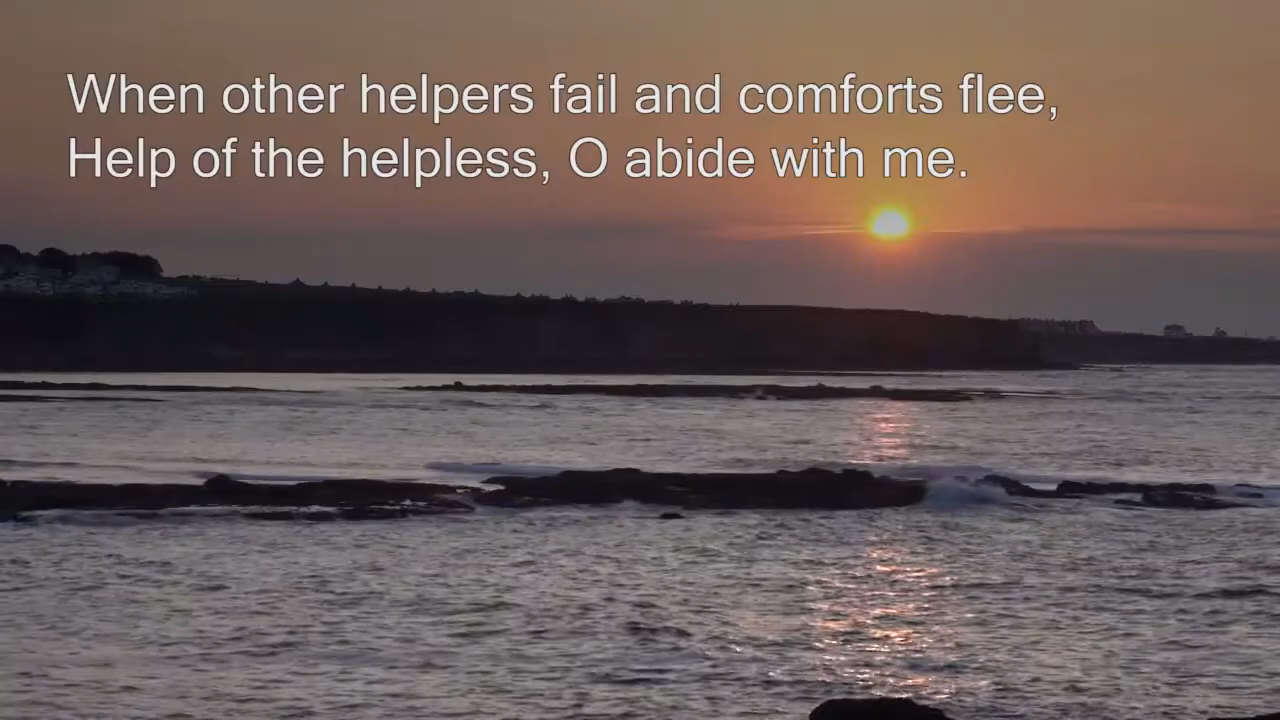 When other helpers fail and comforts flee,
Help of the helpless, O abide with me.